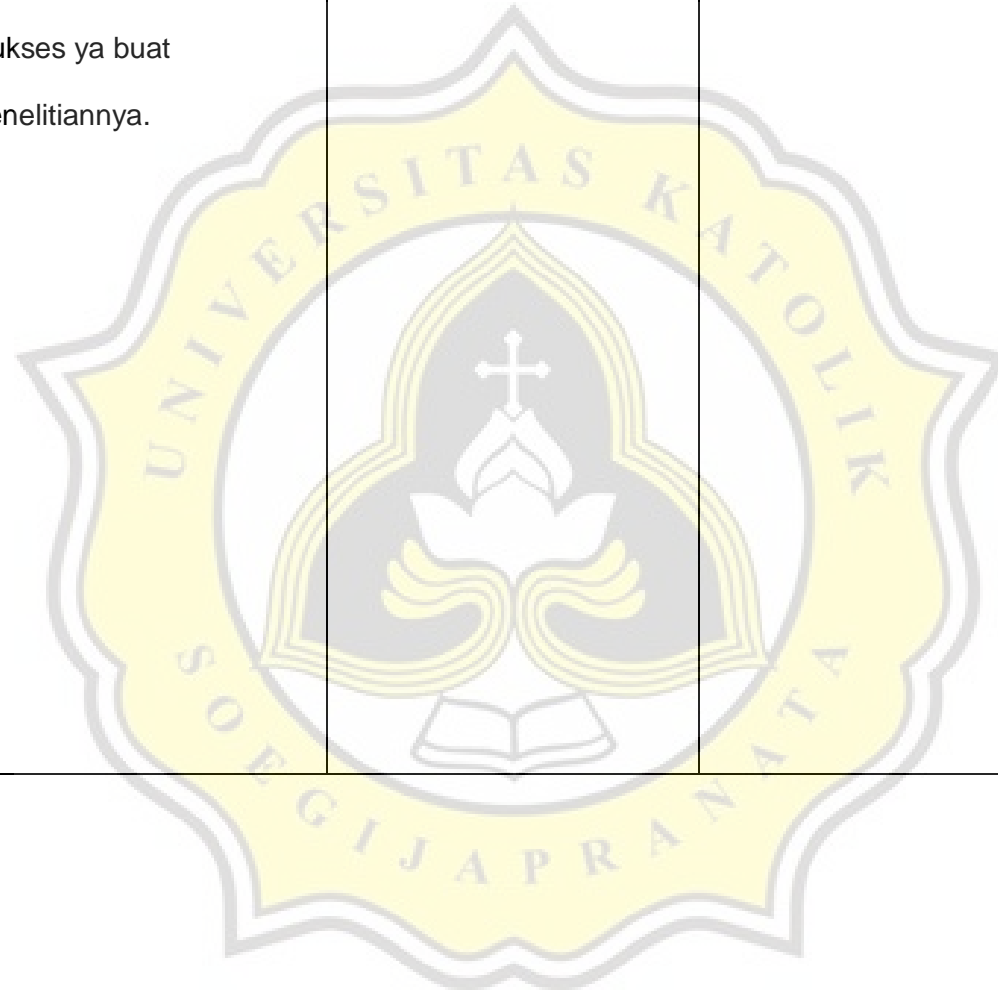 ukses ya buat
enelitiannya.
UNIVERSITAS KATOLIK
SOEGIJAPRANATA